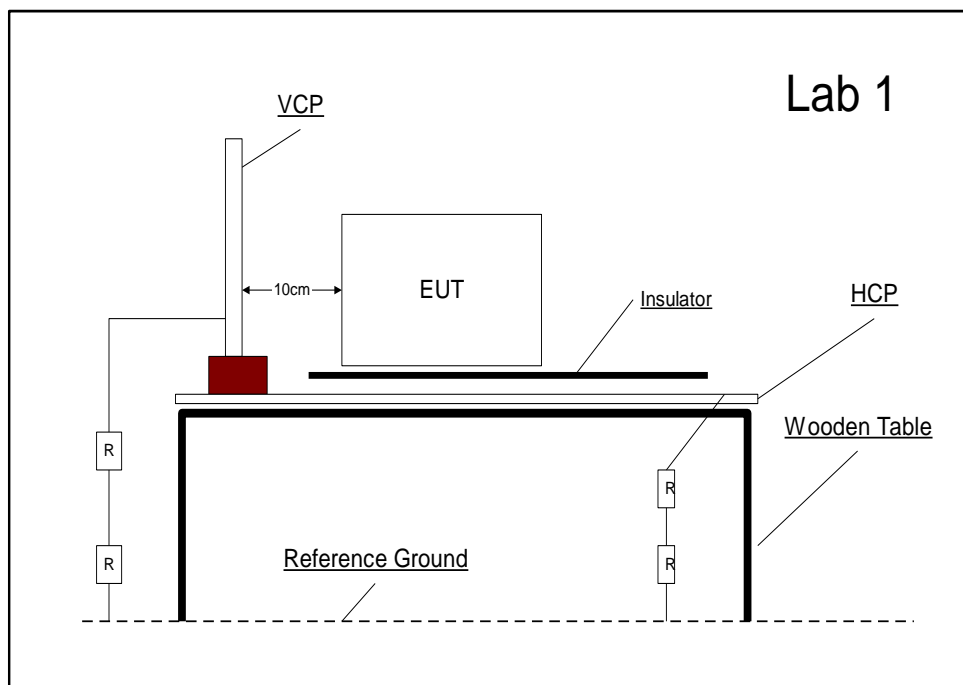 Lab 1
VCP
10cm
EUT
Insulator
HCP
Wooden Table
R
R
R
R
Reference Ground